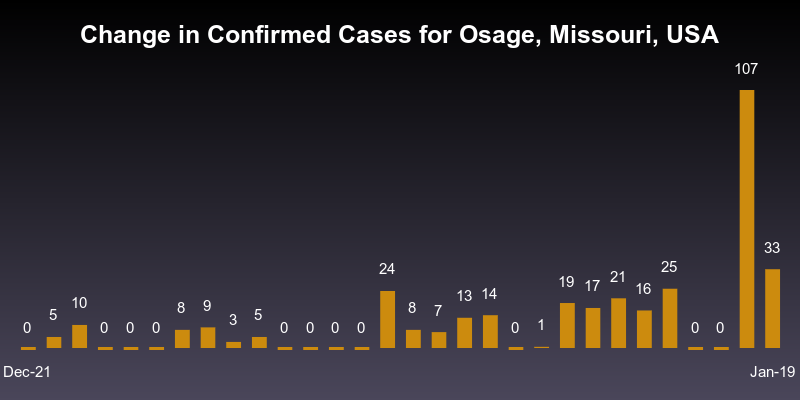 Change in Confirmed Cases for Osage, Missouri, USA
0 5 10 0 0 0 8 9 3 5 0 0 0 0 24 8 7 13 14 0 1 19 17 21 16 25 0 0 107 33
Dec-21 Jan-19